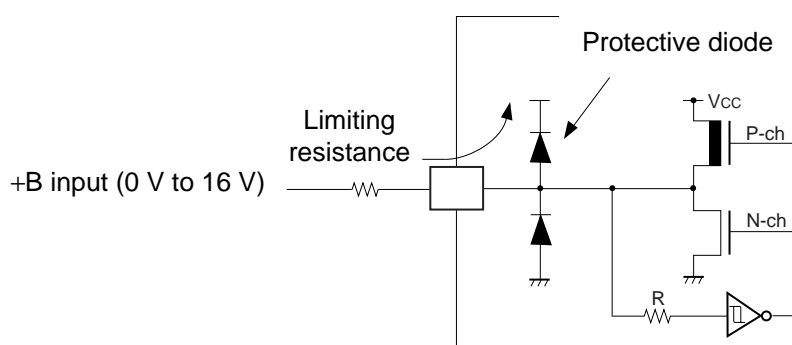 Protective diode
Limiting
resistance
+B input (0 V to 16 V)
VCC
P-ch
N-ch
R